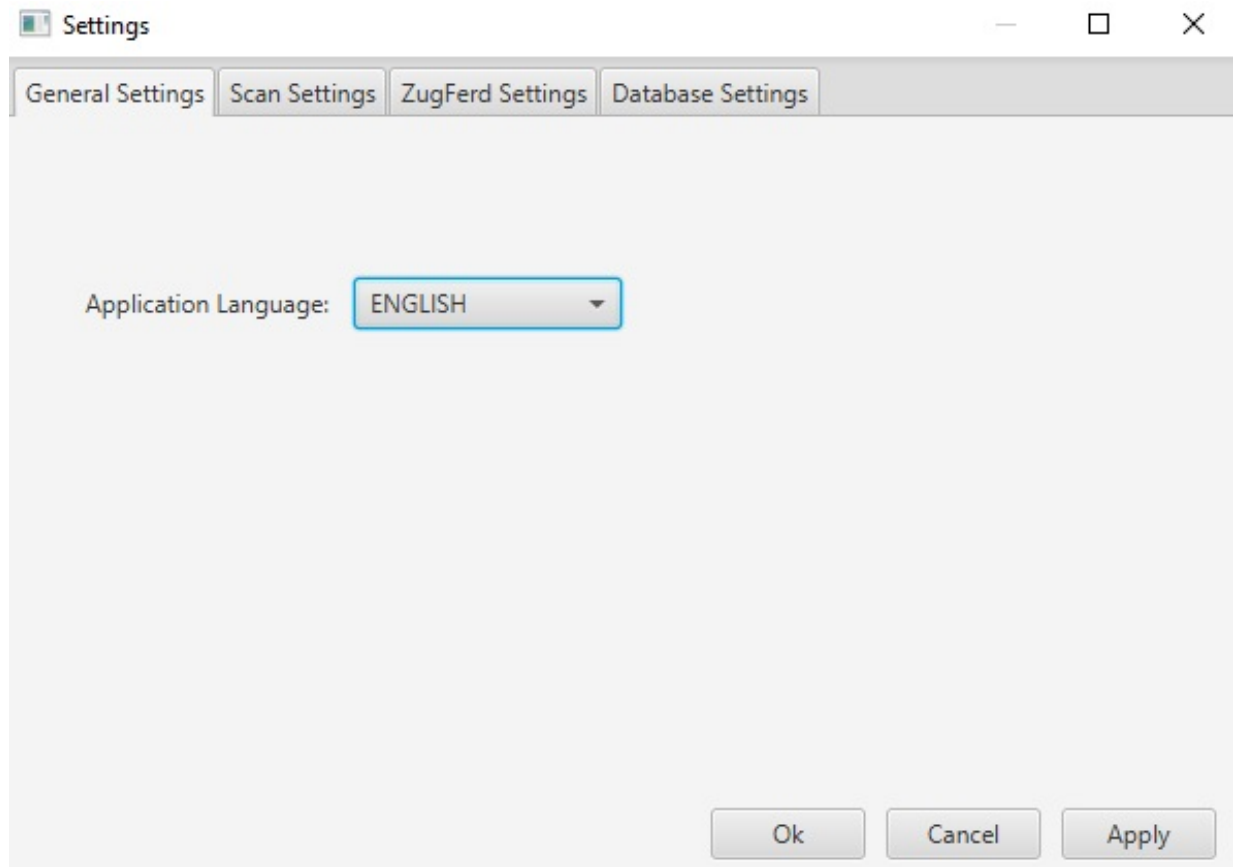 Settings
General Settings Scan Settings ZugFerd Settings Database Settings
Application Language: ENGLISH
Ok Cancel Apply